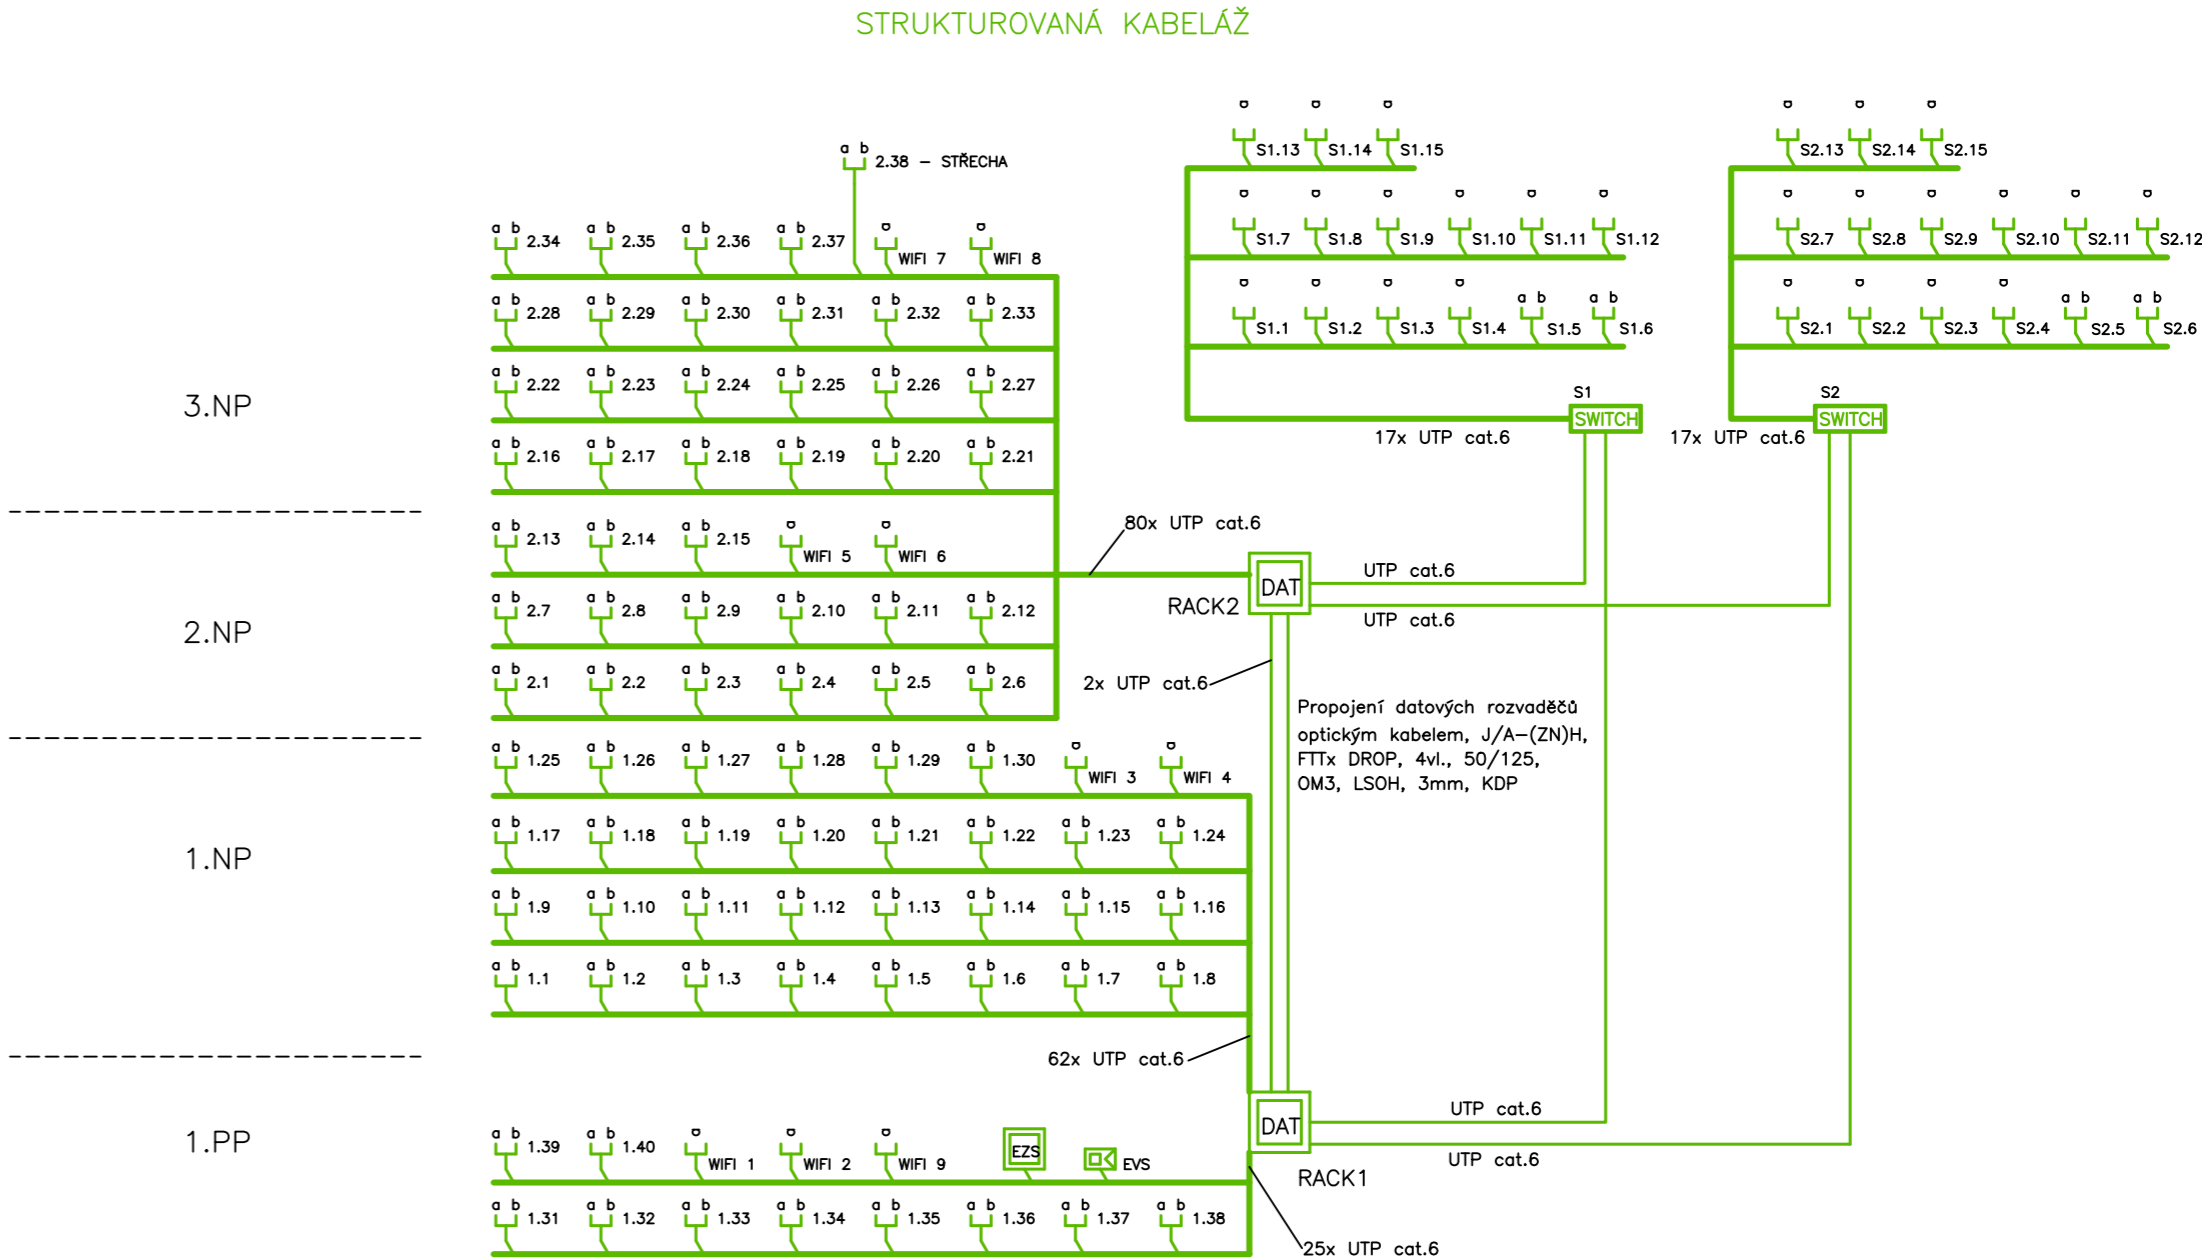 STRUKTUROVANÁ KABELÁŽ
a S1.13 a S1.14 a S1.15
a S2.13 a S2.14 a S2.15
a b 2.38 – STŘECHA
a S1.7 a S1.8 a S1.9 a S1.10 a S1.11 a S1.12
a S2.7 a S2.8 a S2.9 a S2.10 a S2.11 a S2.12
a b 2.34 a b 2.35 a b 2.36 a b 2.37 a WIFI 7 a WIFI 8
a b 2.28 a b 2.29 a b 2.30 a b 2.31 a b 2.32 a b 2.33
a S1.1 a S1.2 a S1.3 a S1.4 a b S1.5 a b S1.6
a S2.1 a S2.2 a S2.3 a S2.4 a b S2.5 a b S2.6
3.NP
a b 2.22 a b 2.23 a b 2.24 a b 2.25 a b 2.26 a b 2.27
S1
SWITCH
17x UTP cat.6
S2
SWITCH
17x UTP cat.6
a b 2.16 a b 2.17 a b 2.18 a b 2.19 a b 2.20 a b 2.21
a b 2.13 a b 2.14 a b 2.15 a WIFI 5 a WIFI 6
80x UTP cat.6
DAT
RACK2
UTP cat.6
UTP cat.6
2.NP
a b 2.7 a b 2.8 a b 2.9 a b 2.10 a b 2.11 a b 2.12
a b 2.1 a b 2.2 a b 2.3 a b 2.4 a b 2.5 a b 2.6
2x UTP cat.6
Propojení datových rozvaděčů
optickým kabelem, J/A–(ZN)H,
FTTx DROP, 4vl., 50/125,
OM3, LSOH, 3mm, KDP
a b 1.25 a b 1.26 a b 1.27 a b 1.28 a b 1.29 a b 1.30 a WIFI 3 a WIFI 4
1.NP
a b 1.17 a b 1.18 a b 1.19 a b 1.20 a b 1.21 a b 1.22 a b 1.23 a b 1.24
a b 1.9 a b 1.10 a b 1.11 a b 1.12 a b 1.13 a b 1.14 a b 1.15 a b 1.16
a b 1.1 a b 1.2 a b 1.3 a b 1.4 a b 1.5 a b 1.6 a b 1.7 a b 1.8
62x UTP cat.6
DAT
RACK1
UTP cat.6
UTP cat.6
1.PP
a b 1.39 a b 1.40 a WIFI 1 a WIFI 2 a WIFI 9 EZS EVS
a b 1.31 a b 1.32 a b 1.33 a b 1.34 a b 1.35 a b 1.36 a b 1.37 a b 1.38
25x UTP cat.6